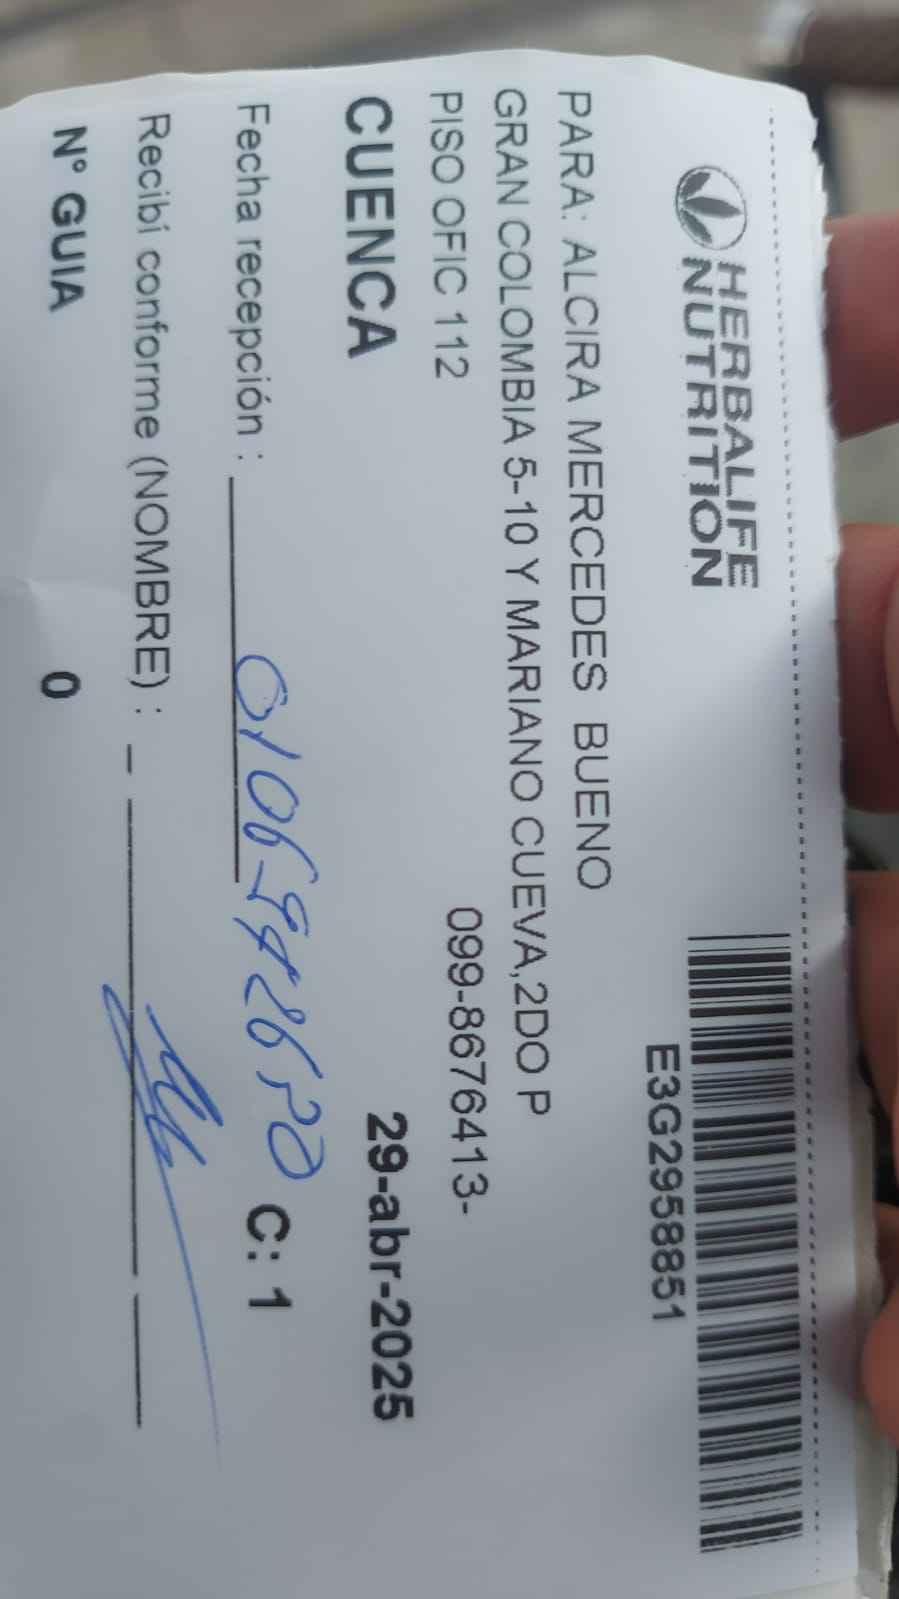 HERBALIFE
NUTRITION
E3G2958851
PARA: ALCIRA MERCEDES BUENO
GRAN COLOMBIA 5-10 Y MARIANO CUEVA,2DO P
PISO OFIC 112 099-8676413-
CUENCA 29-abr-2025
Fecha recepción : C: 1
Recibí conforme (NOMBRE) :
N° GUIA 0